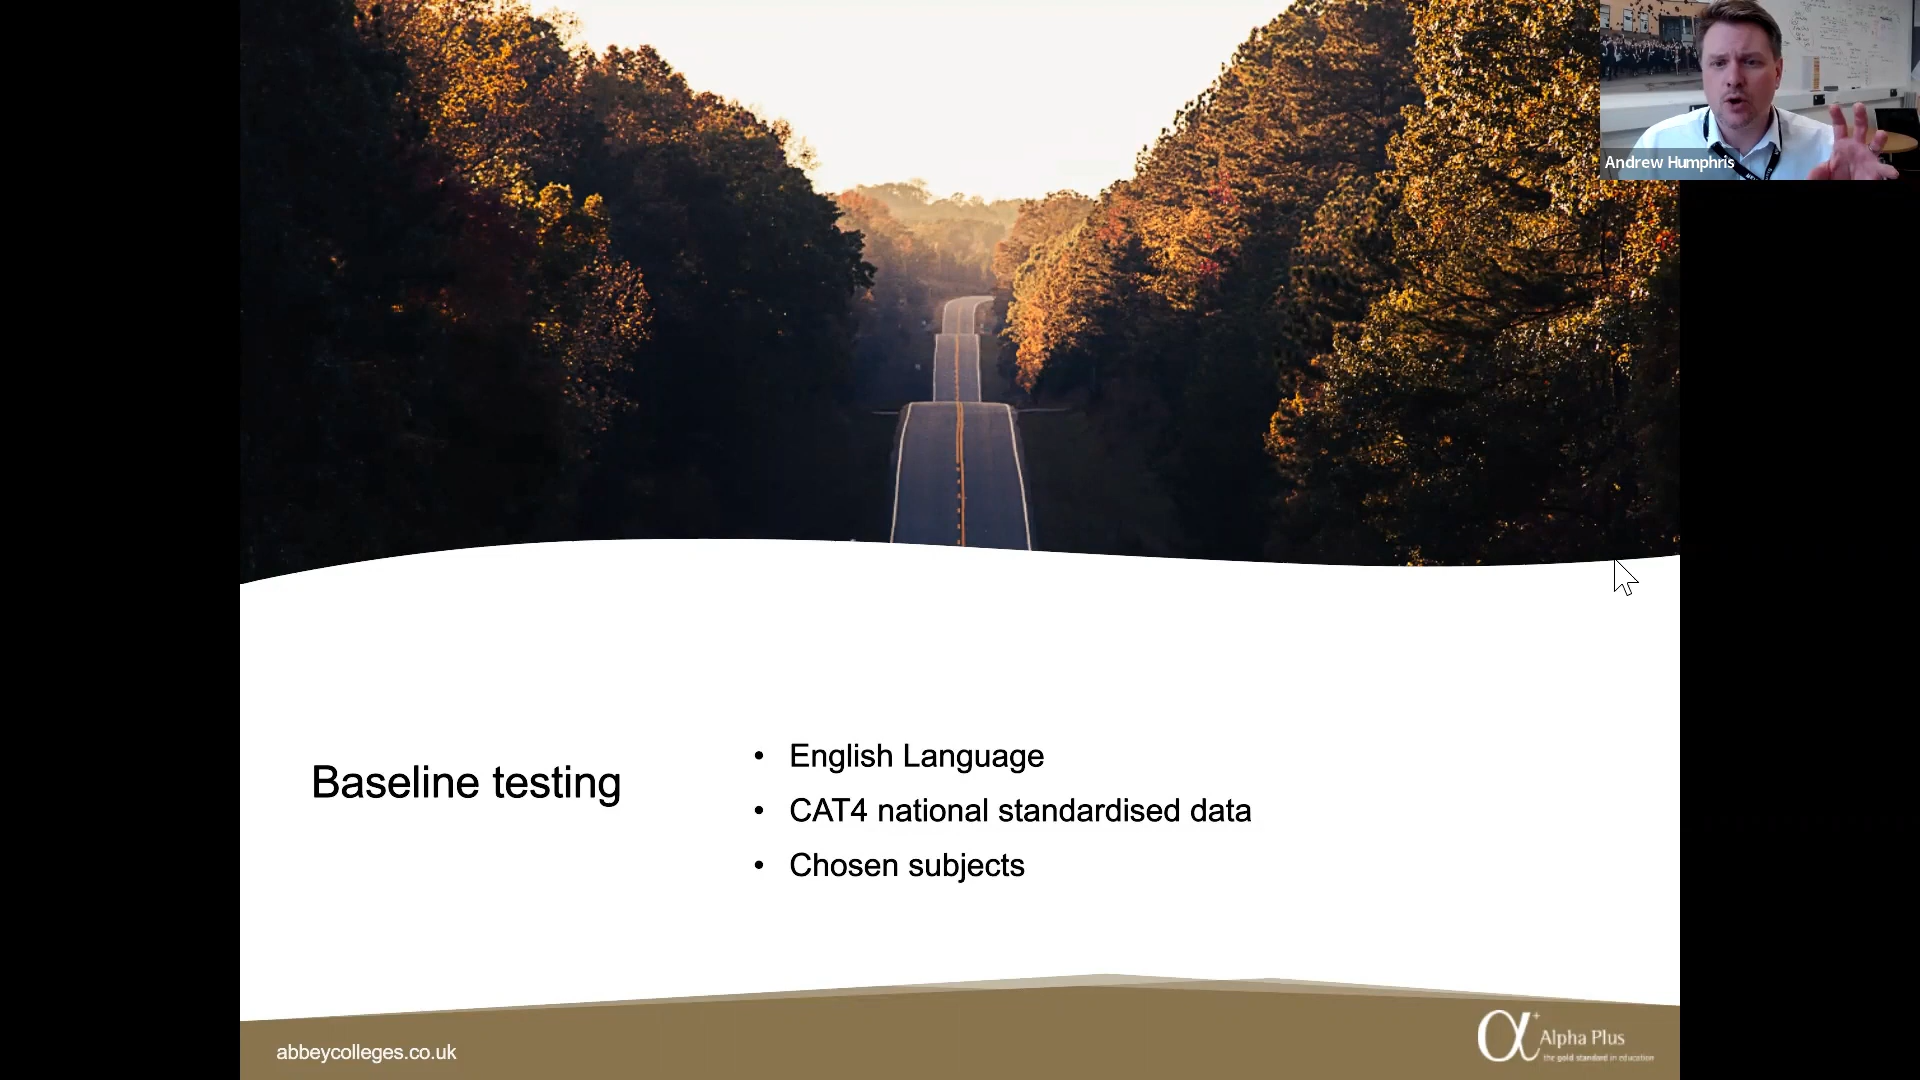 Andrew Humphris
Baseline testing
• English Language
• CAT4 national standardised data
• Chosen subjects
abbeycolleges.co.uk
α+ Alpha Plus
the gold standard in education